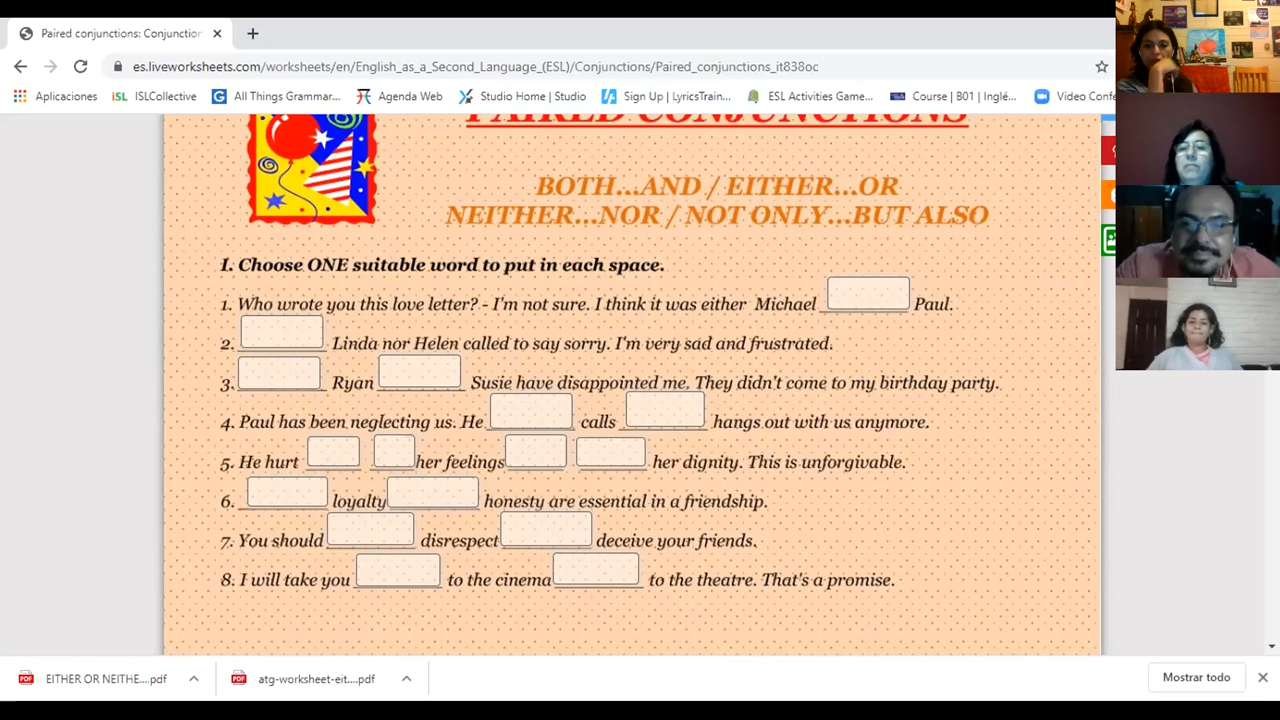 Paired conjunctions: Conjunction
es.liveworksheets.com/worksheets/en/English_as_a_Second_Language_(ESL)/Conjunctions/Paired_conjunctions_it838oc
Aplicaciones iSL ISLCollective All Things Grammar... Agenda Web Studio Home | Studio Sign Up | LyricsTrain... ESL Activities Game... Course | B01 | Inglé... Video Confe
PAIRED CONJUNCTIONS
BOTH...AND / EITHER...OR
NEITHER...NOR / NOT ONLY...BUT ALSO
I. Choose ONE suitable word to put in each space.
1. Who wrote you this love letter? - I'm not sure. I think it was either Michael Paul.
2. Linda nor Helen called to say sorry. I'm very sad and frustrated.
3. Ryan Susie have disappointed me. They didn't come to my birthday party.
4. Paul has been neglecting us. He calls hangs out with us anymore.
5. He hurt her feelings her dignity. This is unforgivable.
6. loyalty honesty are essential in a friendship.
7. You should disrespect deceive your friends.
8. I will take you to the cinema to the theatre. That's a promise.
PDF EITHER OR NEITHE....pdf PDF atg-worksheet-eit....pdf Mostrar todo